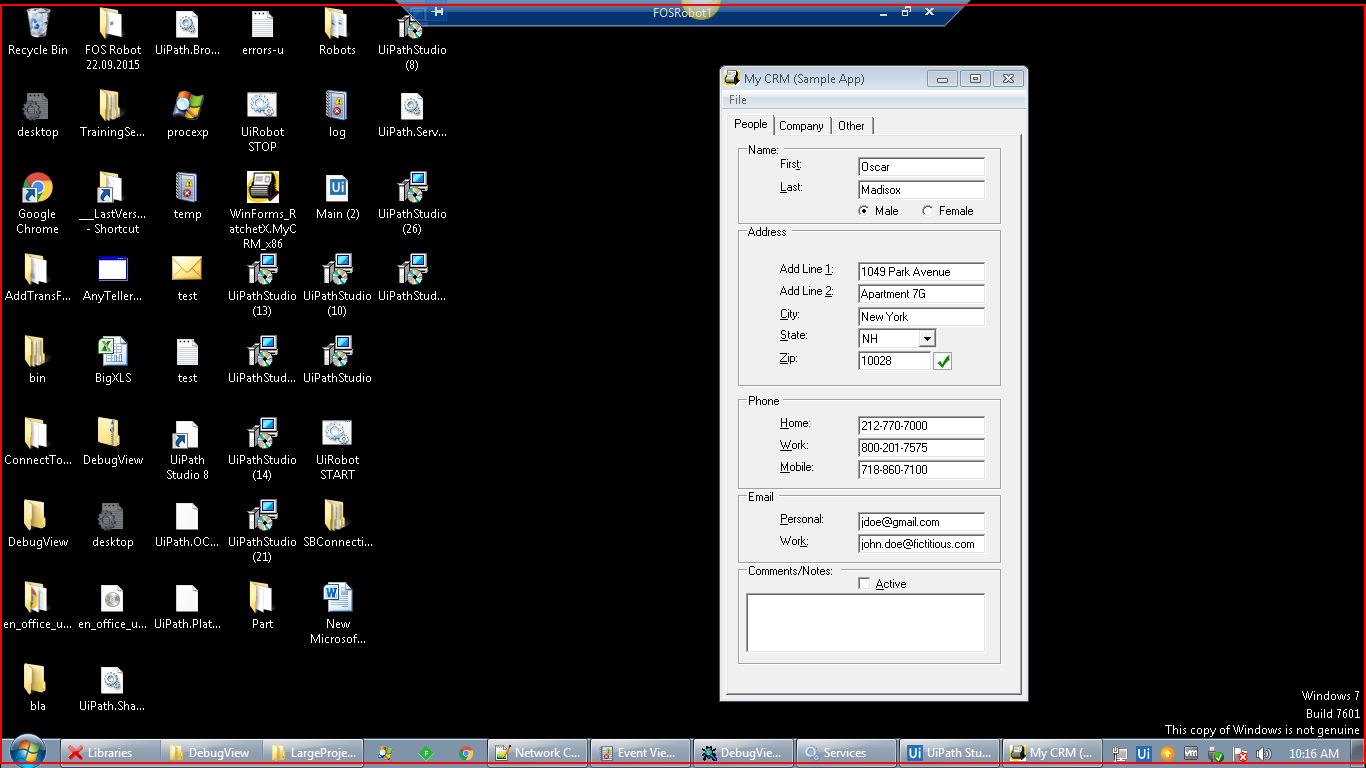 FOSRobot1
Recycle Bin
FOS Robot
22.09.2015
UiPath.Bro...
errors-u
Robots
UiPathStudio
(8)
desktop
TrainingSe...
procexp
UiRobot
STOP
log
UiPath.Serv...
Google
Chrome
___LastVers...
- Shortcut
temp
WinForms_R
atchetX.MyC
RM_x86
Main (2)
UiPathStudio
(26)
AddTransF...
AnyTeller...
test
UiPathStudio
(13)
UiPathStudio
(10)
UiPathStud...
bin
BigXLS
test
UiPathStud...
UiPathStudio
ConnectTo...
DebugView
UiPath
Studio 8
UiPathStudio
(14)
UiRobot
START
DebugView
desktop
UiPath.OC...
UiPathStudio
(21)
SBConnecti...
en_office_u...
en_office_u...
UiPath.Plat...
Part
New
Microsof...
bla
UiPath.Sha...
My CRM (Sample App)
File
People Company Other
Name:
First: Oscar
Last: Madisox
Male Female
Address
Add Line 1: 1049 Park Avenue
Add Line 2: Apartment 7G
City: New York
State: NH
Zip: 10028
Phone
Home: 212-770-7000
Work: 800-201-7575
Mobile: 718-860-7100
Email
Personal: jdoe@gmail.com
Work: john.doe@fictitious.com
Comments/Notes:
Active
Windows 7
Build 7601
This copy of Windows is not genuine
Libraries DebugView LargeProje... Network C... Event Vie... DebugVie... Services Ui UiPath Stu... My CRM (... Ui 10:16 AM